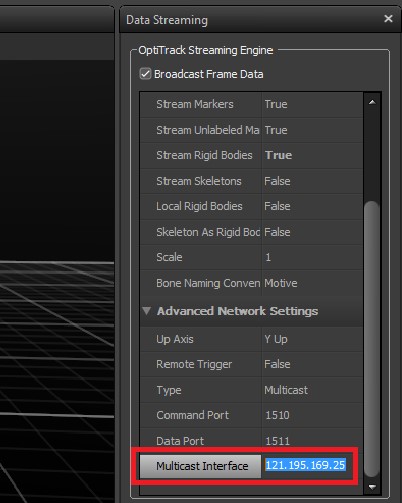 Data Streaming
OptiTrack Streaming Engine
Broadcast Frame Data
Stream Markers True
Stream Unlabeled Ma True
Stream Rigid Bodies True
Stream Skeletons False
Local Rigid Bodies False
Skeleton As Rigid Bod False
Scale 1
Bone Naming Conven Motive
Advanced Network Settings
Up Axis Y Up
Remote Trigger False
Type Multicast
Command Port 1510
Data Port 1511
Multicast Interface 121.195.169.25